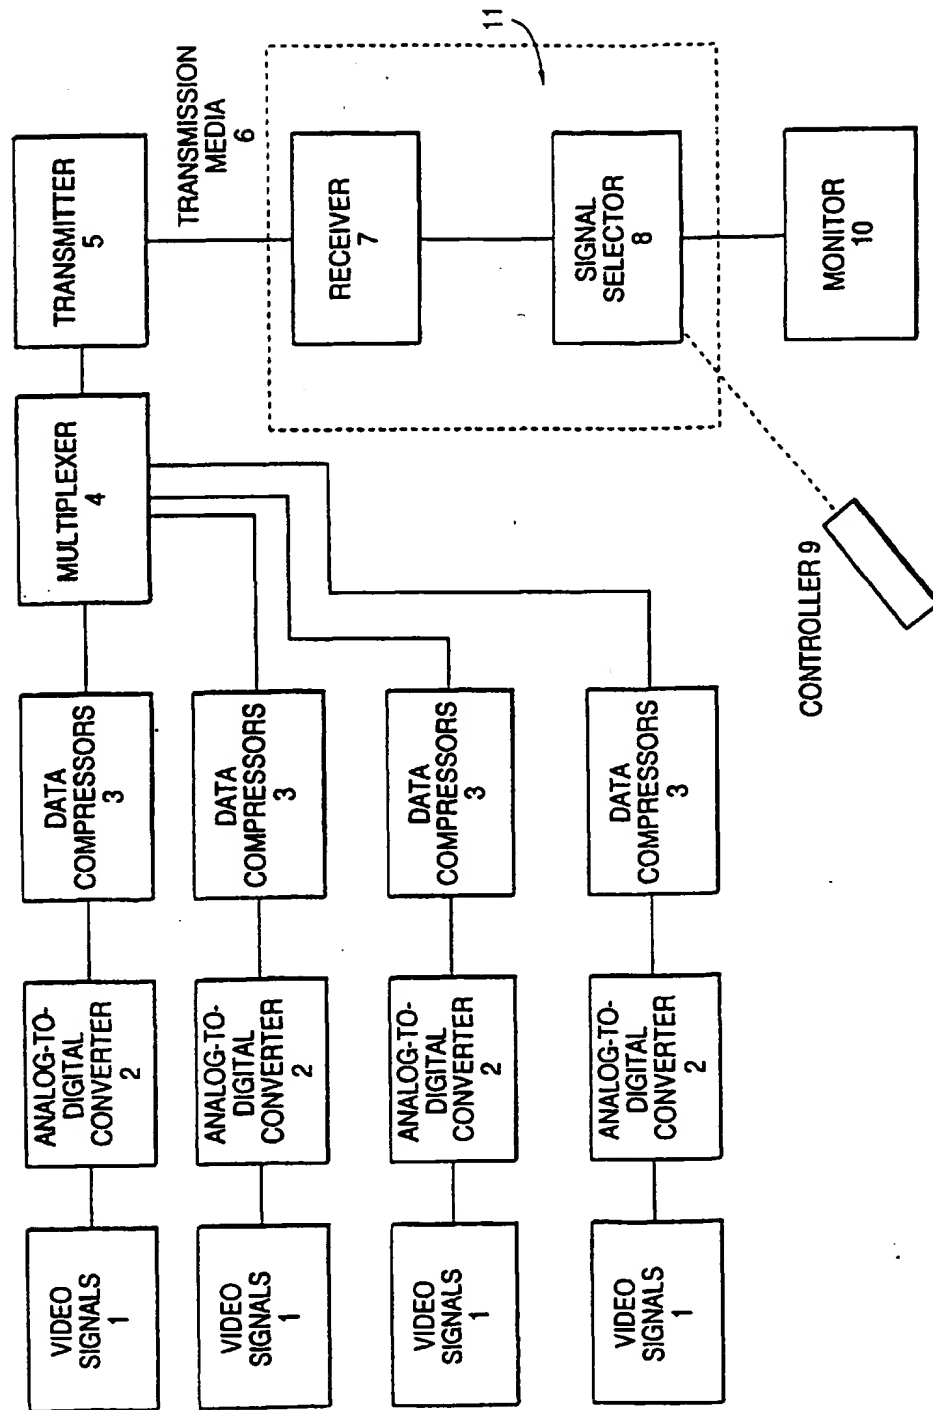 VIDEO
SIGNALS
1
ANALOG-TO-
DIGITAL
CONVERTER
2
DATA
COMPRESSORS
3
MULTIPLEXER
4
TRANSMITTER
5
VIDEO
SIGNALS
1
ANALOG-TO-
DIGITAL
CONVERTER
2
DATA
COMPRESSORS
3
TRANSMISSION
MEDIA
6
VIDEO
SIGNALS
1
ANALOG-TO-
DIGITAL
CONVERTER
2
DATA
COMPRESSORS
3
RECEIVER
7
11
VIDEO
SIGNALS
1
ANALOG-TO-
DIGITAL
CONVERTER
2
DATA
COMPRESSORS
3
SIGNAL
SELECTOR
8
CONTROLLER 9
MONITOR
10